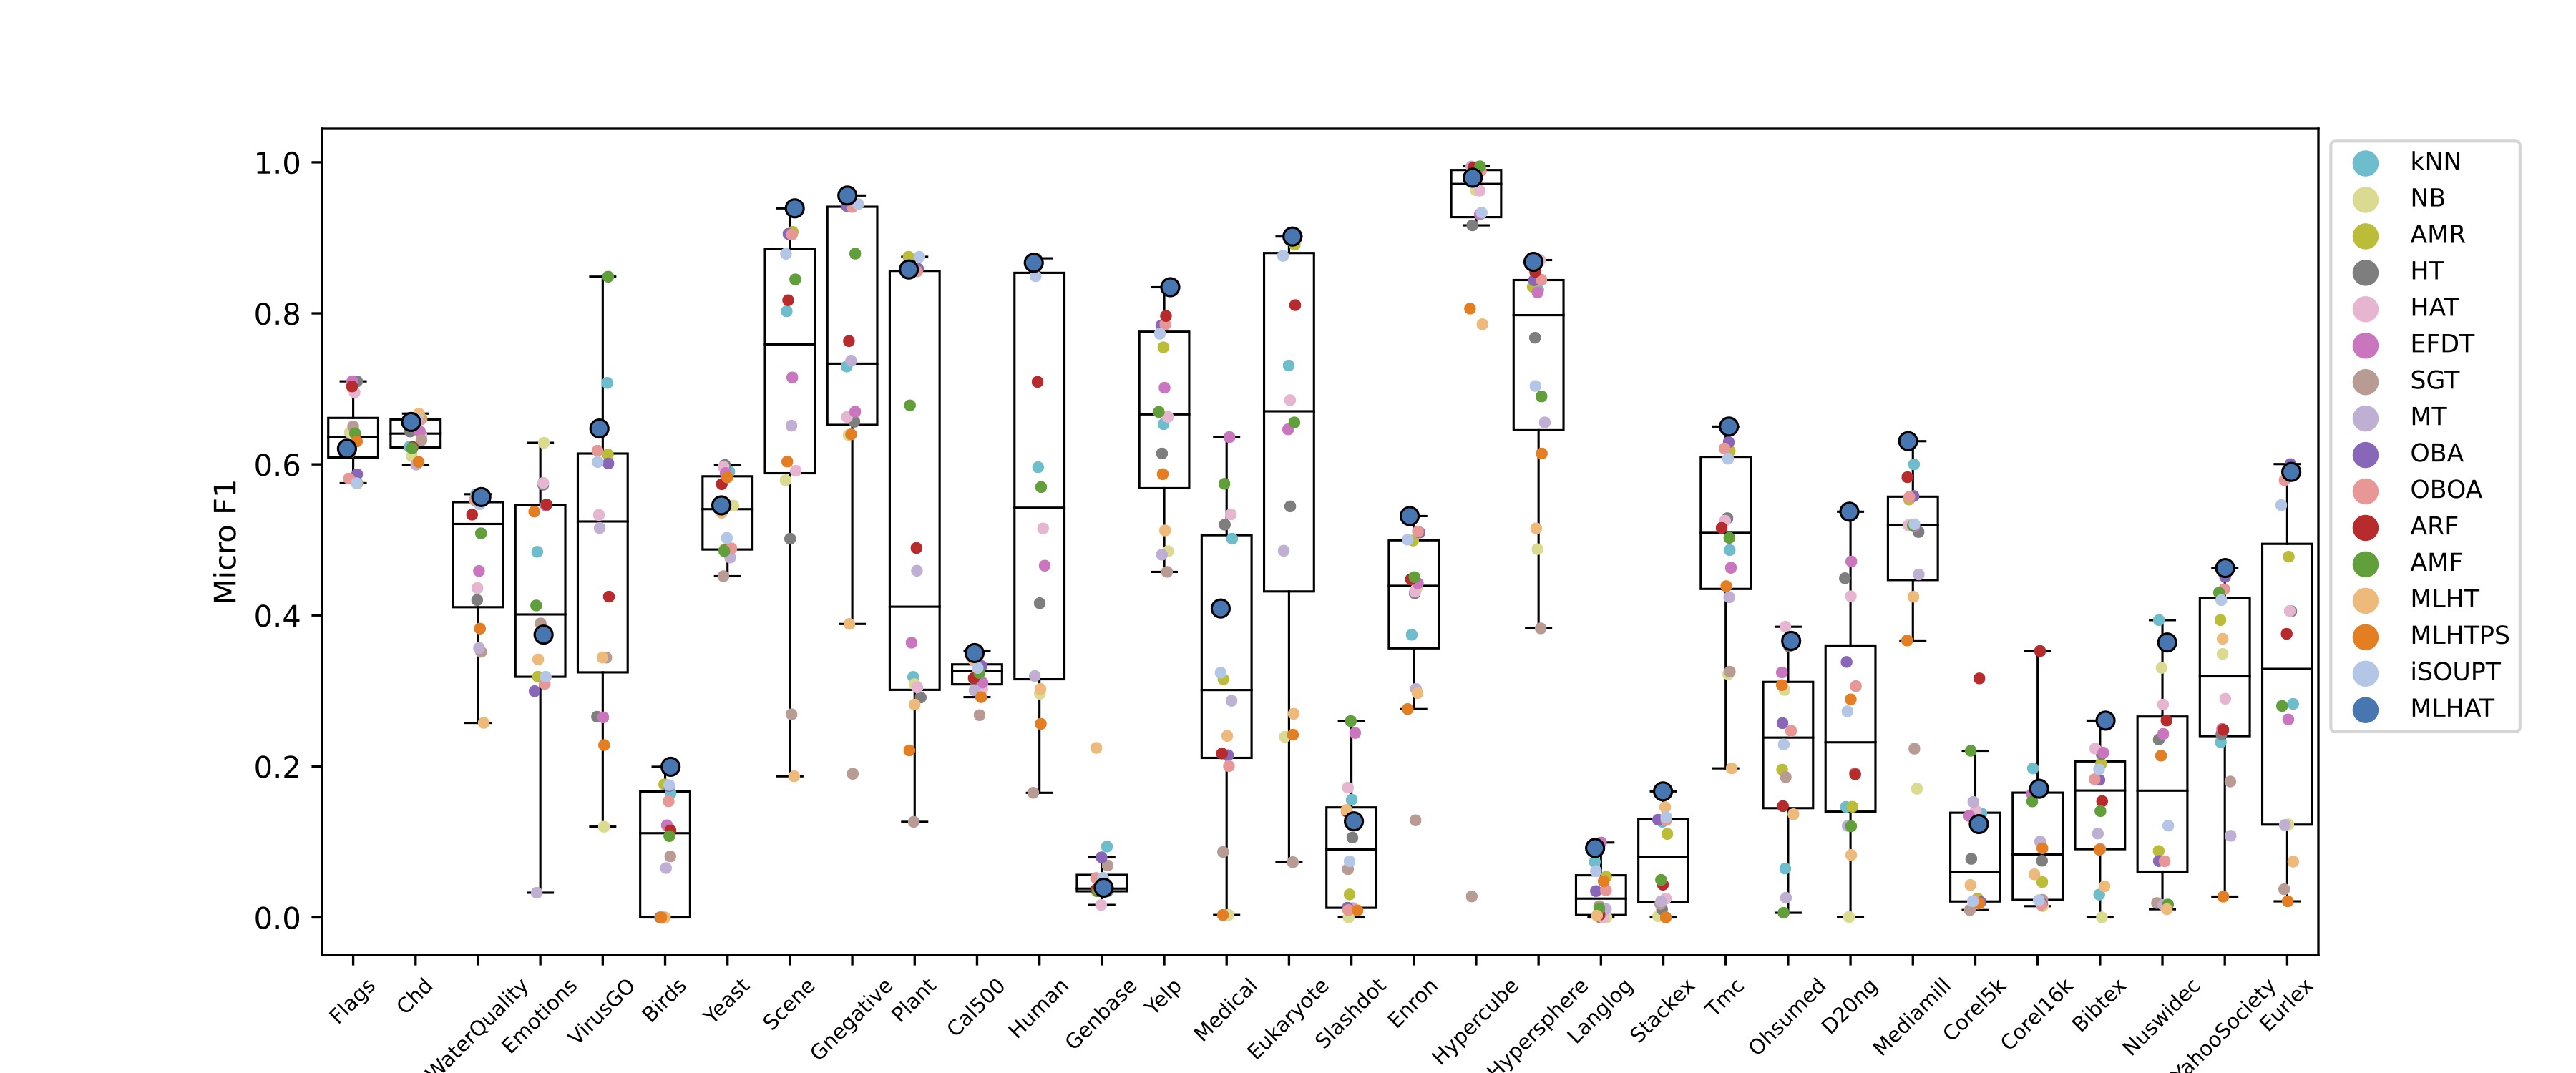 Micro F1
1.0
0.8
0.6
0.4
0.2
0.0
Flags
Chd
WaterQuality
Emotions
VirusGO
Birds
Yeast
Scene
Gnegative
Plant
Cal500
Human
Genbase
Yelp
Medical
Eukaryote
Slashdot
Enron
Hypercube
Hypersphere
Langlog
Stackex
Tmc
Ohsumed
D20ng
Mediamill
Corel5k
Corel16k
Bibtex
Nuswidec
YahooSociety
Eurlex
kNN
NB
AMR
HT
HAT
EFDT
SGT
MT
OBA
OBOA
ARF
AMF
MLHT
MLHTPS
iSOUPT
MLHAT